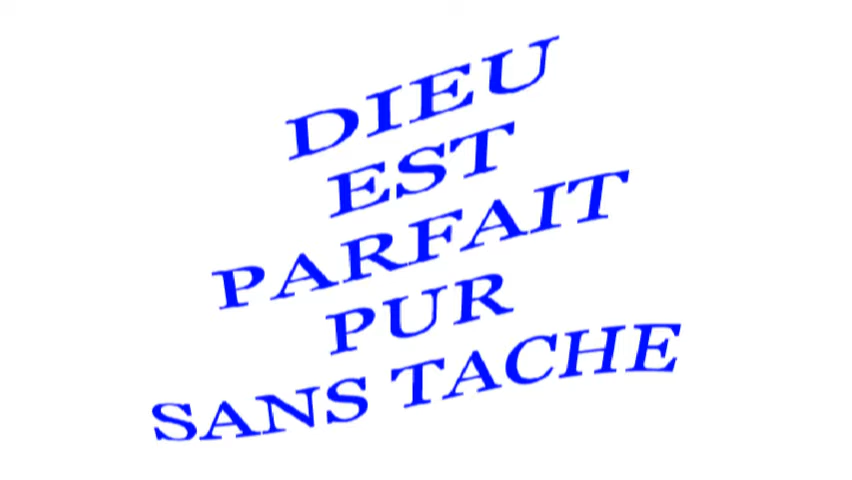 DIEU
EST
PARFAIT
PUR
SANS TACHE